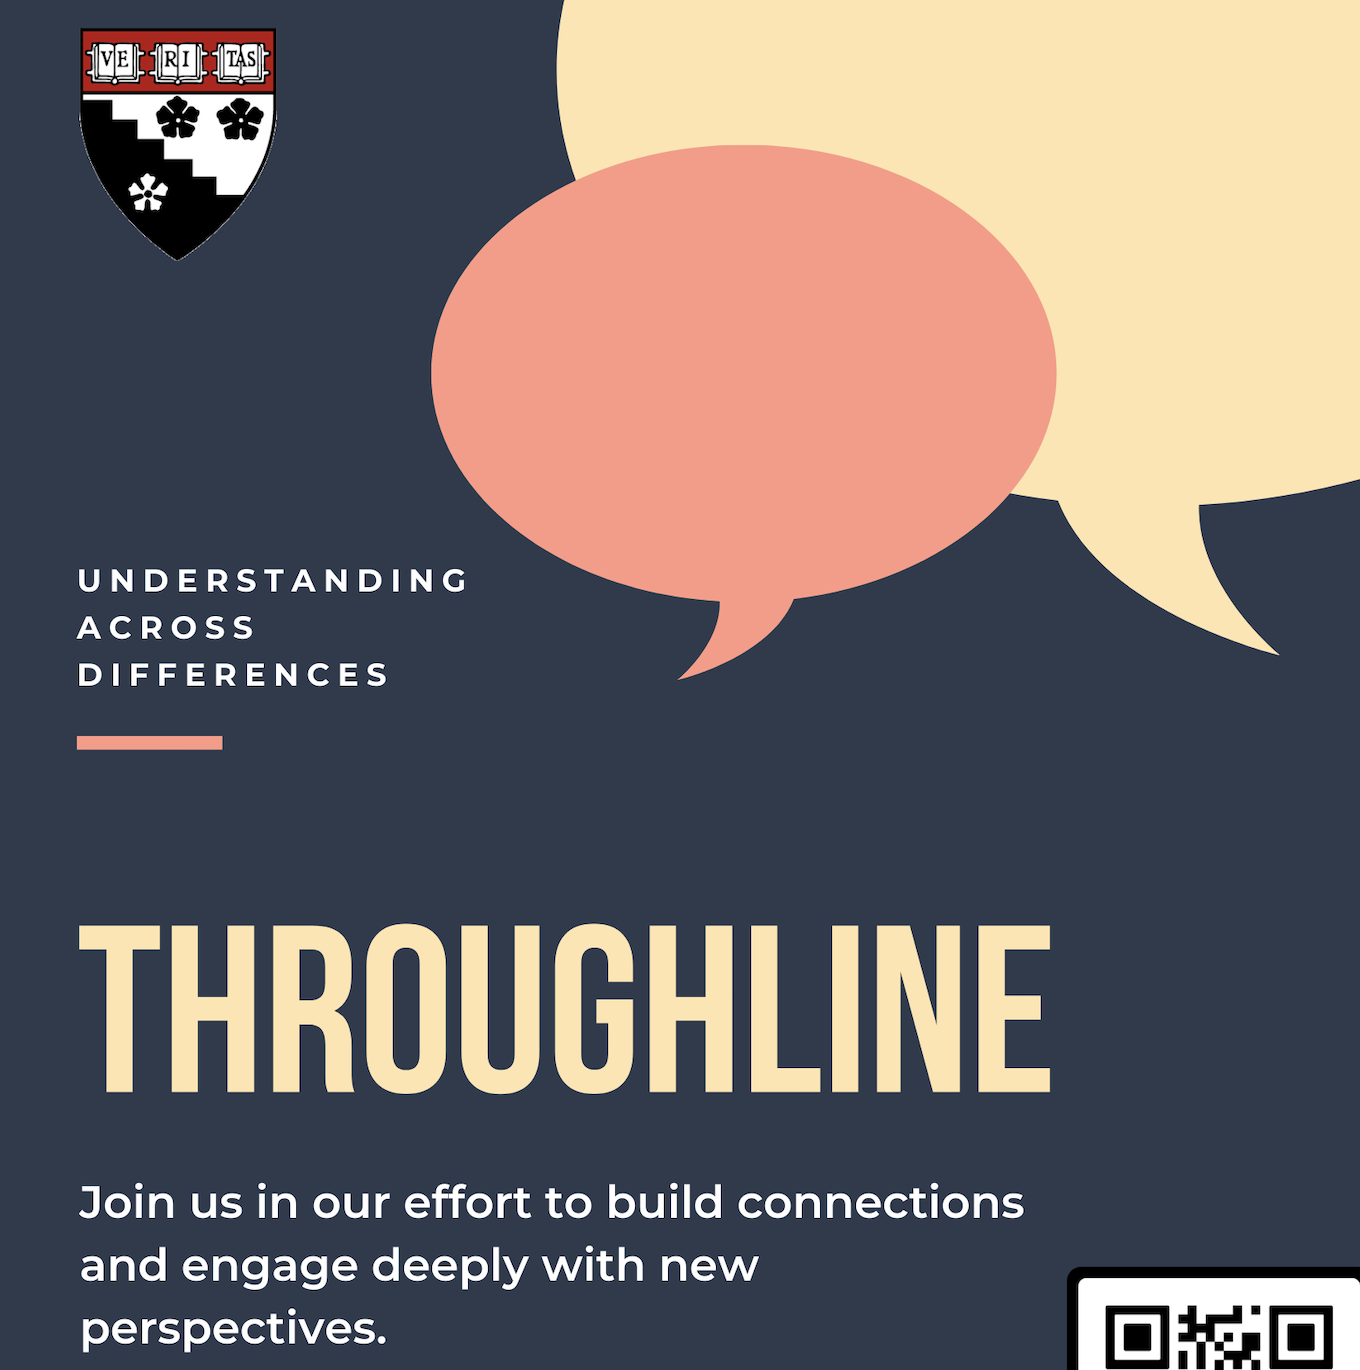 VE RI TAS
UNDERSTANDING
ACROSS
DIFFERENCES
THROUGHLINE
Join us in our effort to build connections
and engage deeply with new
perspectives.